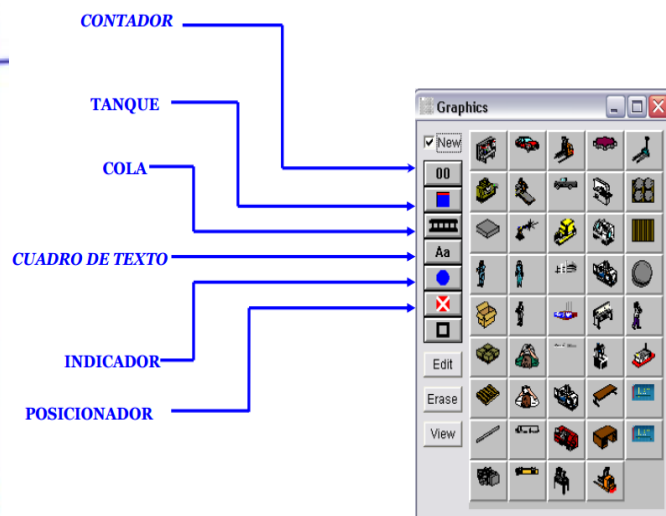 CONTADOR
TANQUE
COLA
CUADRO DE TEXTO
INDICADOR
POSICIONADOR
Graphics
New
00
Aa
Edit
Erase
View